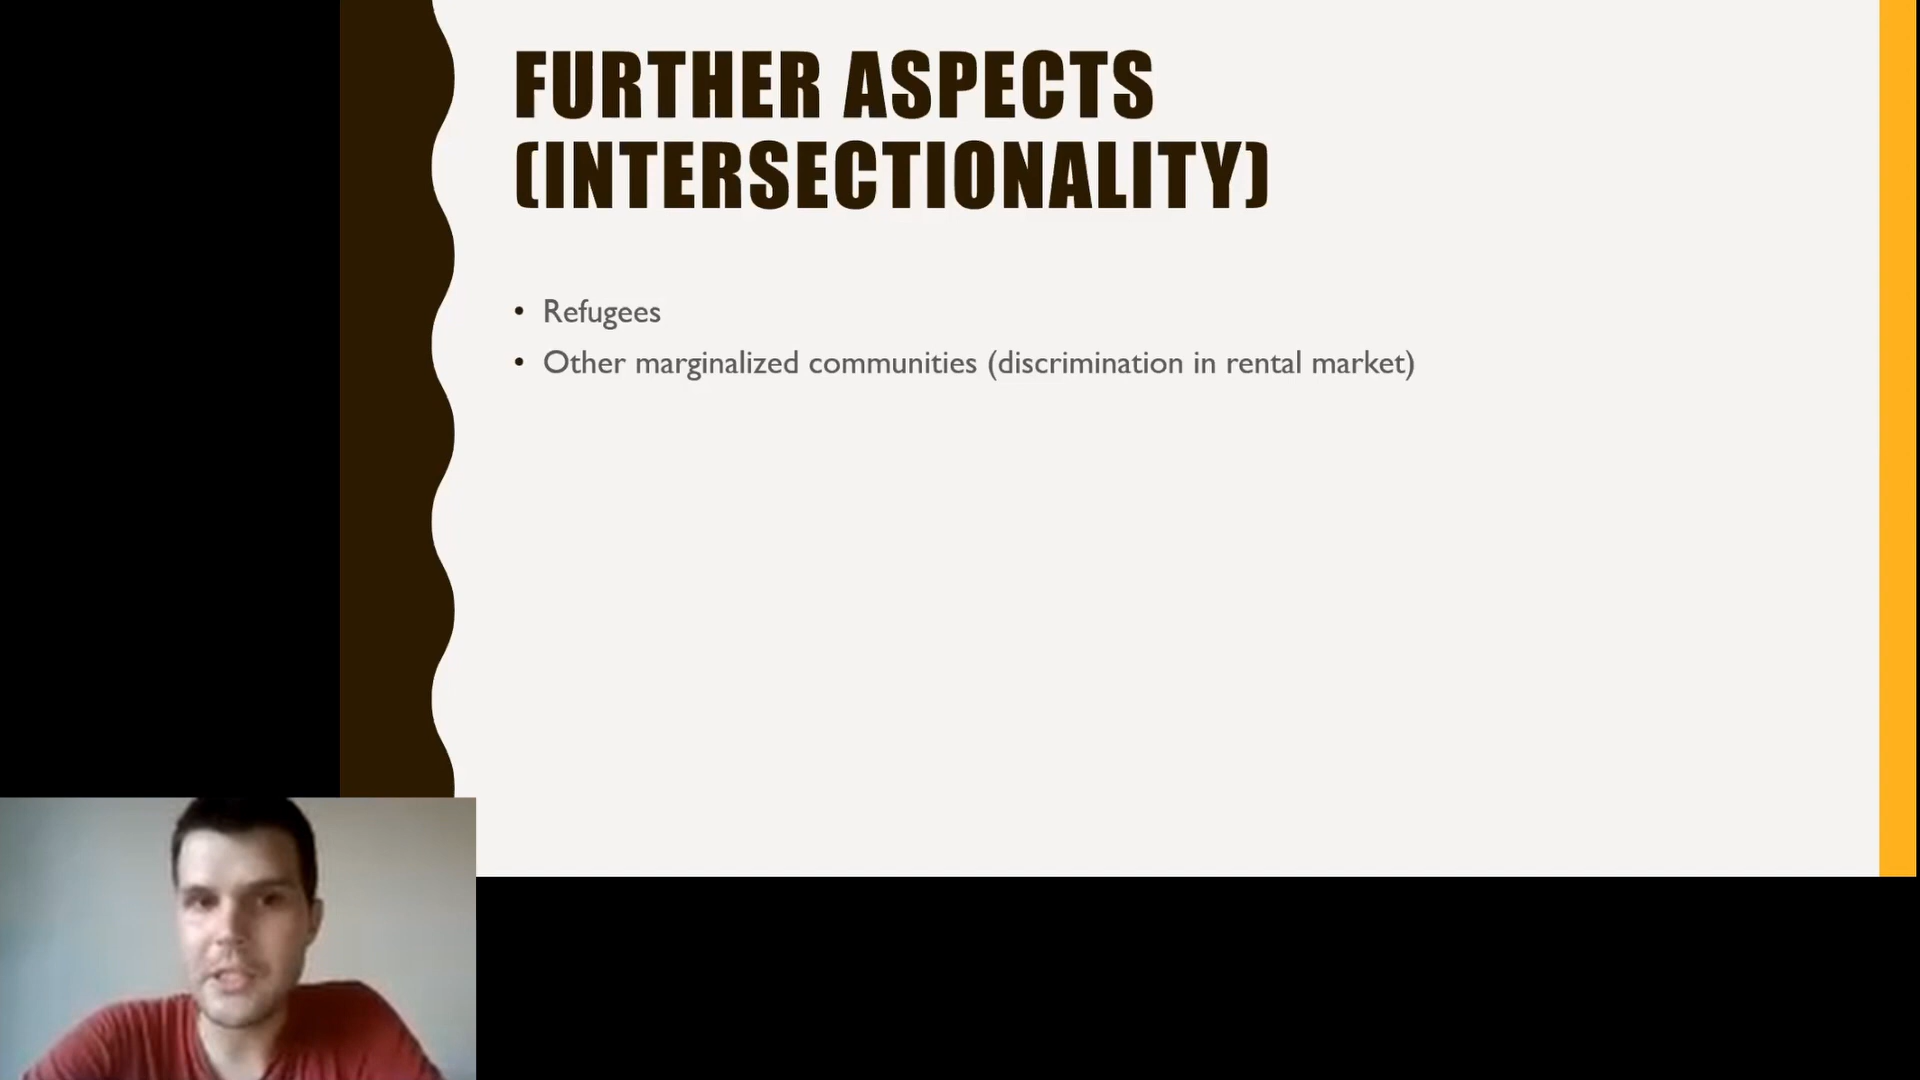 FURTHER ASPECTS
(INTERSECTIONALITY)
• Refugees
• Other marginalized communities (discrimination in rental market)